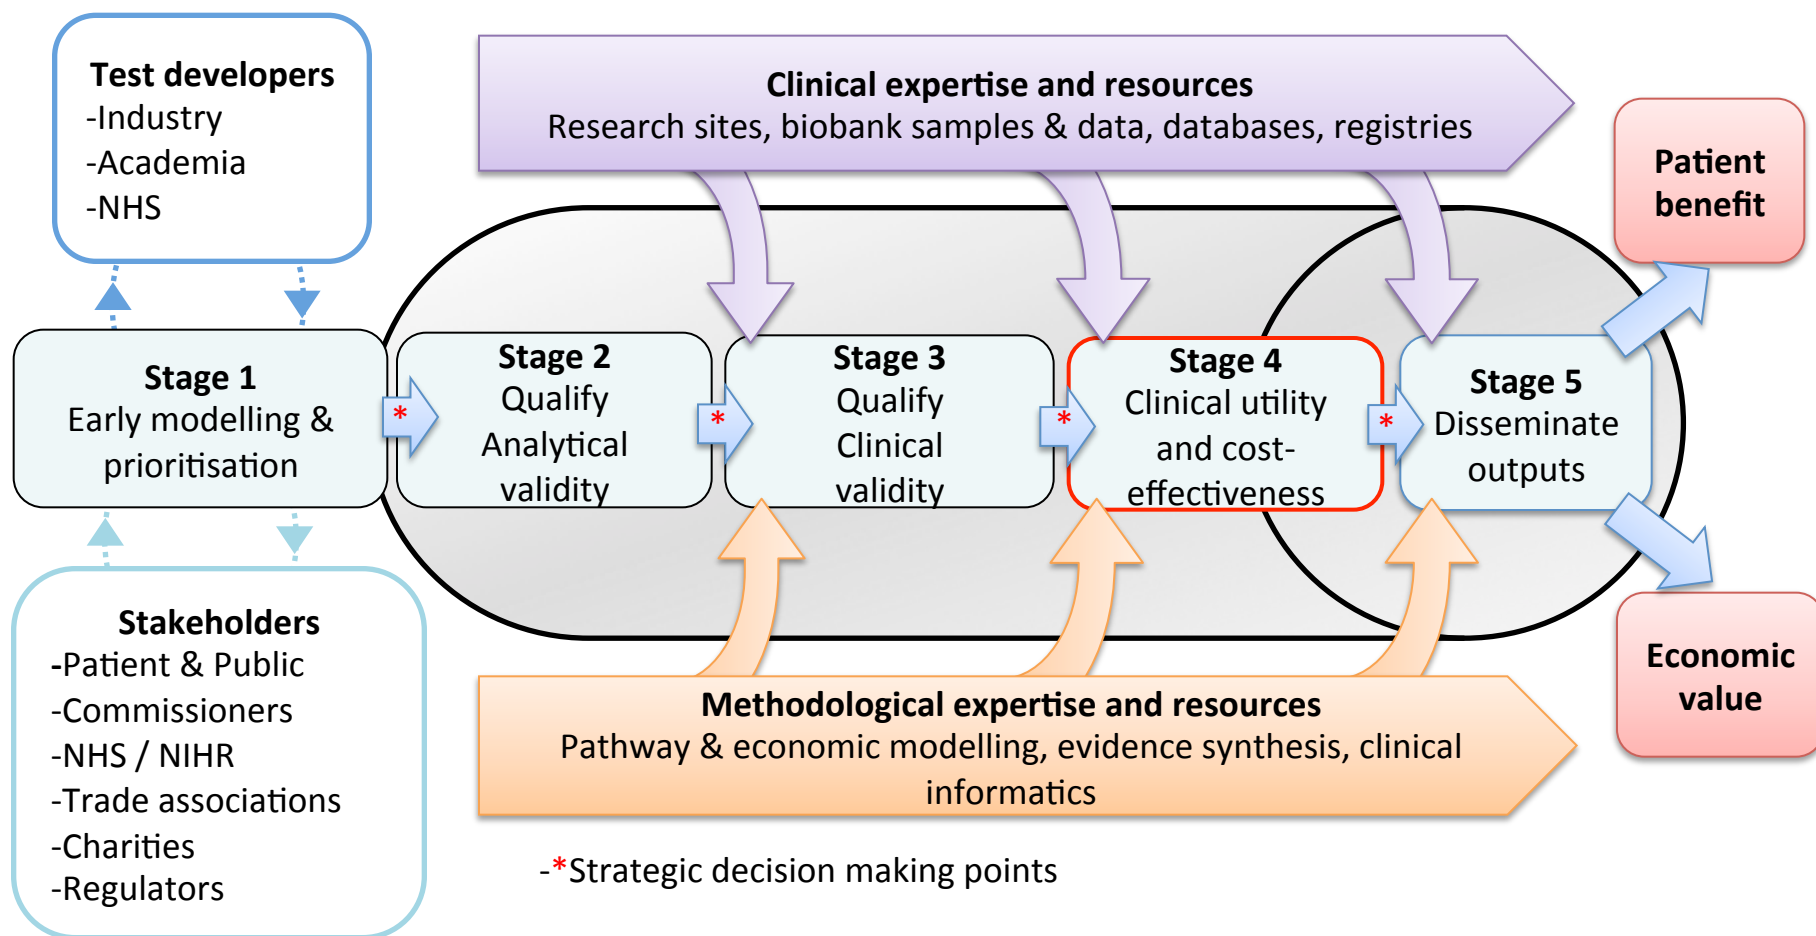 Test developers
-Industry
-Academia
-NHS
Clinical expertise and resources
Research sites, biobank samples & data, databases, registries
Patient
benefit
Stage 1
Early modelling &
prioritisation
*
Stage 2
Qualify
Analytical
validity
*
Stage 3
Qualify
Clinical
validity
*
Stage 4
Clinical utility
and cost-
effectiveness
*
Stage 5
Disseminate
outputs
Stakeholders
-Patient & Public
-Commissioners
-NHS / NIHR
-Trade associations
-Charities
-Regulators
Methodological expertise and resources
Pathway & economic modelling, evidence synthesis, clinical
informatics
Economic
value
-*Strategic decision making points